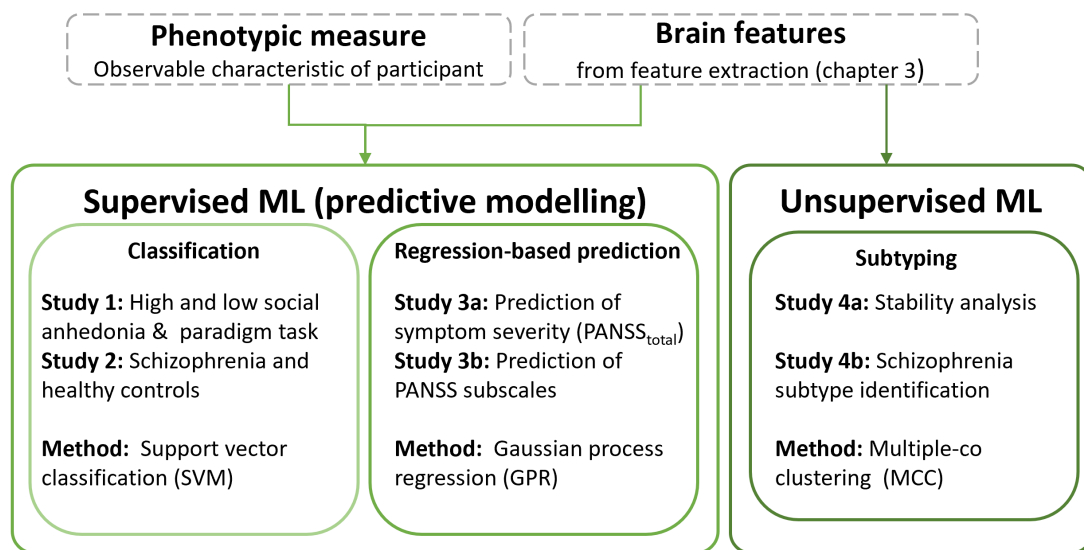 Phenotypic measure
Observable characteristic of participant
Brain features
from feature extraction (chapter 3)
Supervised ML (predictive modelling)
Classification
Study 1: High and low social
anhedonia & paradigm task
Study 2: Schizophrenia and
healthy controls
Method: Support vector
classification (SVM)
Regression-based prediction
Study 3a: Prediction of
symptom severity (PANSStotal)
Study 3b: Prediction of
PANSS subscales
Method: Gaussian process
regression (GPR)
Unsupervised ML
Subtyping
Study 4a: Stability analysis
Study 4b: Schizophrenia
subtype identification
Method: Multiple-co
clustering (MCC)